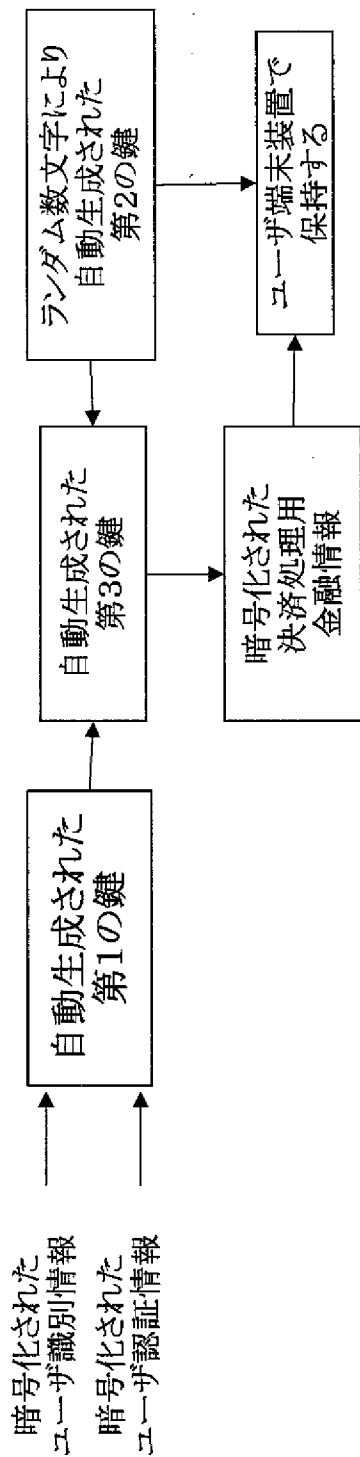 暗号化された
ユーザ識別情報
暗号化された
ユーザ認証情報
自動生成された
第1の鍵
自動生成された
第3の鍵
ランダム数文字により
自動生成された
第2の鍵
暗号化された
決済処理用
金融情報
ユーザ端末装置で
保持する